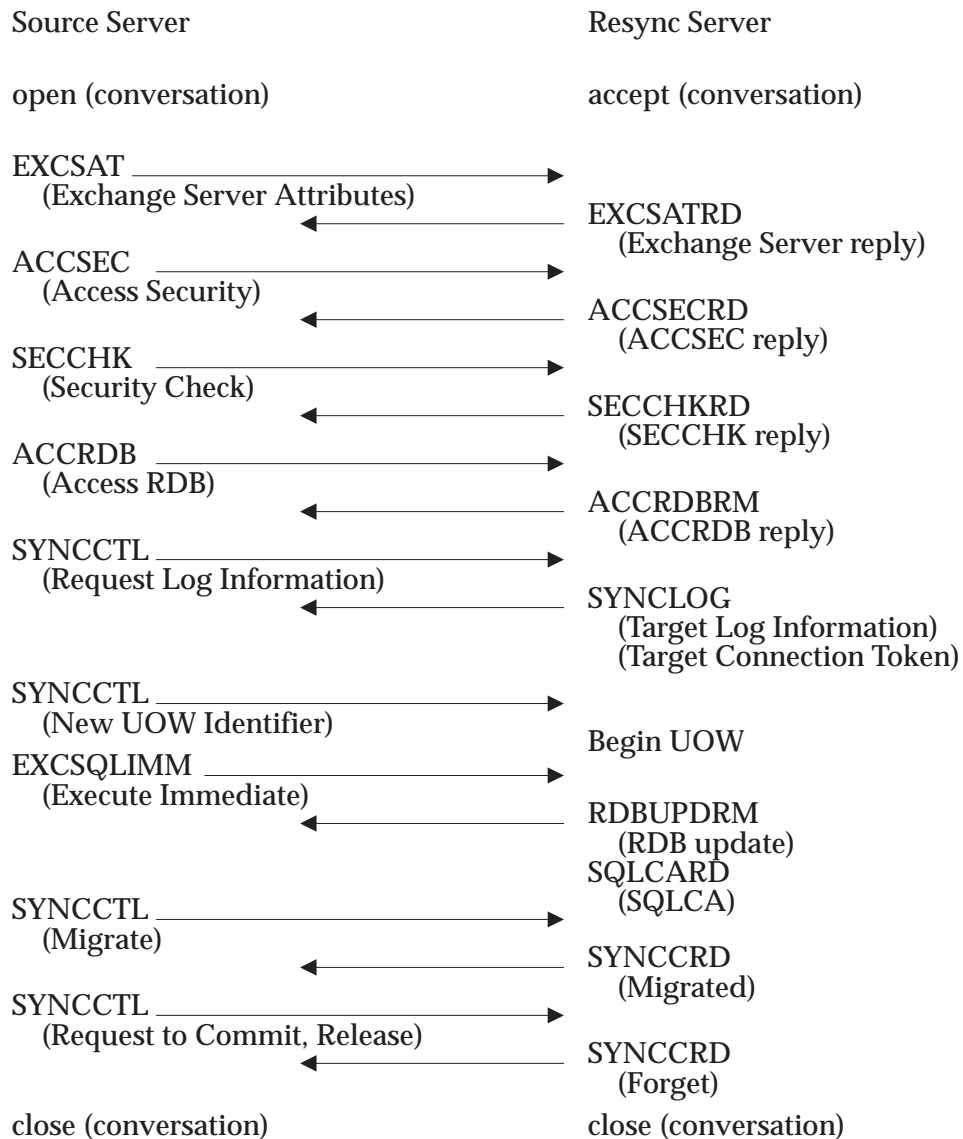 Source Server
Resync Server
open (conversation)
accept (conversation)
EXCSAT
(Exchange Server Attributes)
EXCSATRD
(Exchange Server reply)
ACCSEC
(Access Security)
ACCSECRD
(ACCSEC reply)
SECCHK
(Security Check)
SECCHKRD
(SECCHK reply)
ACCRDB
(Access RDB)
ACCRDBRM
(ACCRDB reply)
SYNCCTL
(Request Log Information)
SYNCLOG
(Target Log Information)
(Target Connection Token)
SYNCCTL
(New UOW Identifier)
Begin UOW
EXCSQLIMM
(Execute Immediate)
RDBUPDRM
(RDB update)
SQLCARD
(SQLCA)
SYNCCTL
(Migrate)
SYNCCRD
(Migrated)
SYNCCTL
(Request to Commit, Release)
SYNCCRD
(Forget)
close (conversation)
close (conversation)